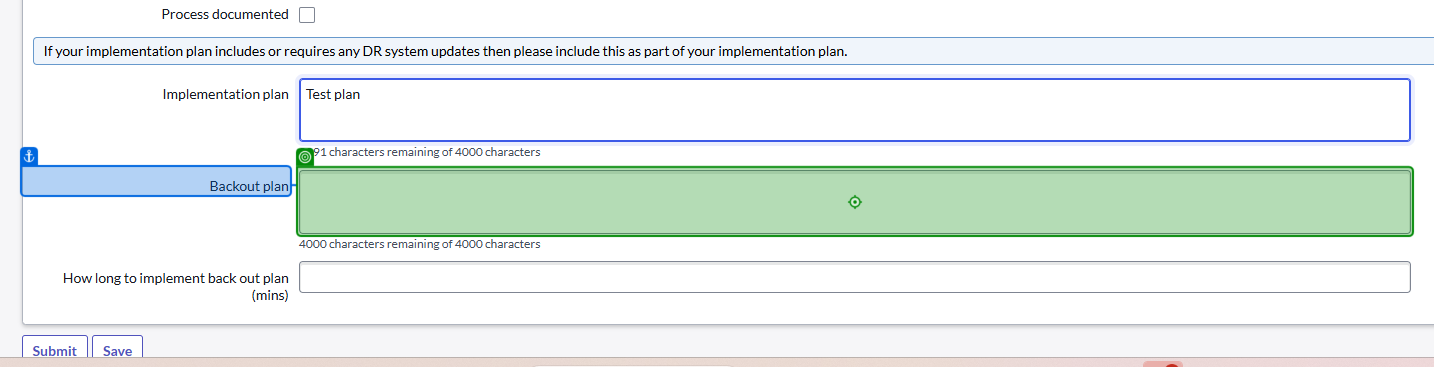 Process documented
If your implementation plan includes or requires any DR system updates then please include this as part of your implementation plan.
Implementation plan
Test plan
91 characters remaining of 4000 characters
Backout plan
4000 characters remaining of 4000 characters
How long to implement back out plan
(mins)
Submit
Save